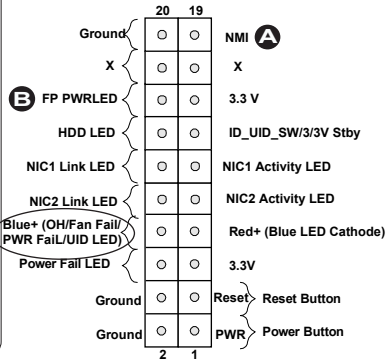 20 19
Ground NMI A
X X
B FP PWRLED 3.3 V
HDD LED ID_UID_SW/3/3V Stby
NIC1 Link LED NIC1 Activity LED
NIC2 Link LED NIC2 Activity LED
Blue+ (OH/Fan Fail/
PWR FaiL/UID LED) Red+ (Blue LED Cathode)
Power Fail LED 3.3V
Ground Reset Reset Button
Ground PWR Power Button
2 1